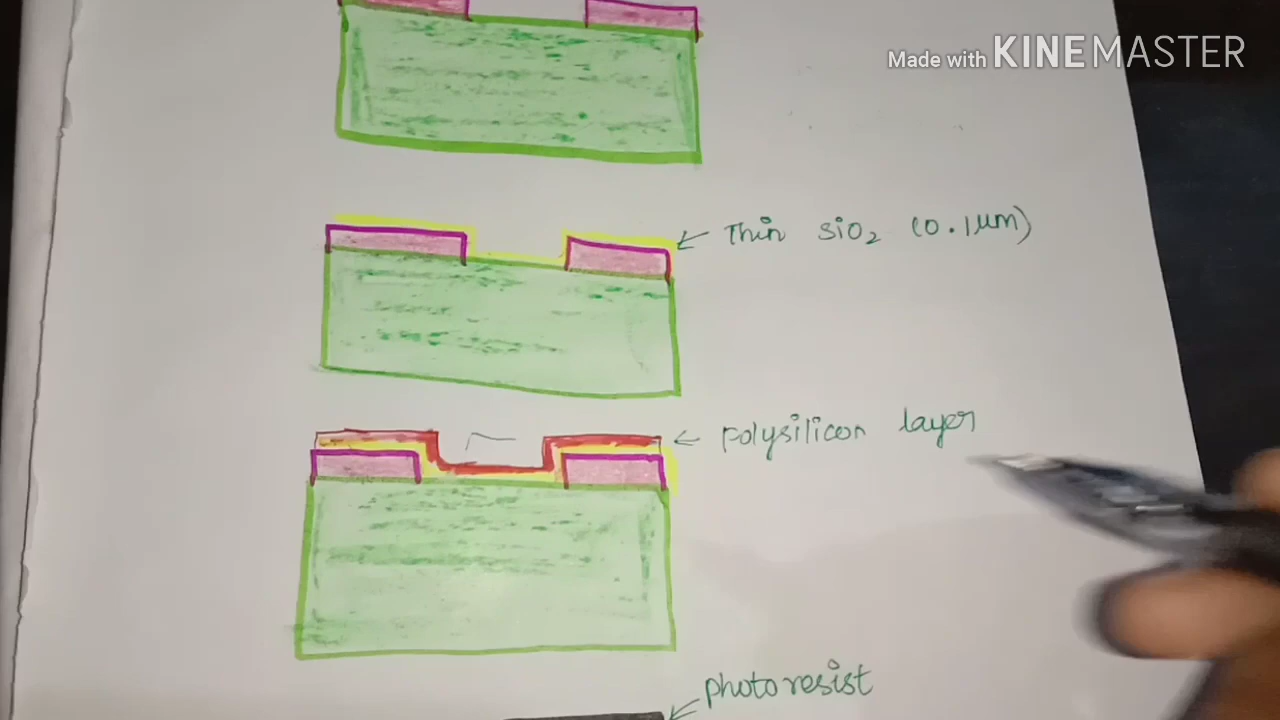 Made with KINEMASTER
Thin SiO₂ (0.1μm)
polysilicon layer
photoresist